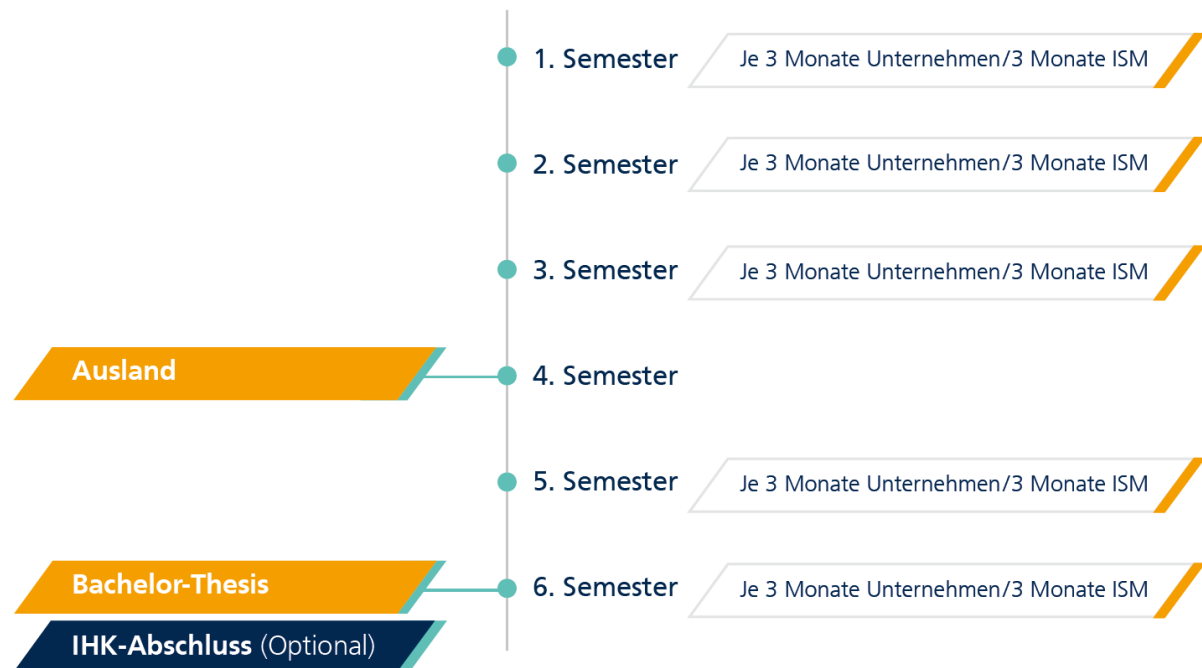 1. Semester
Je 3 Monate Unternehmen/3 Monate ISM
2. Semester
Je 3 Monate Unternehmen/3 Monate ISM
3. Semester
Je 3 Monate Unternehmen/3 Monate ISM
Ausland
4. Semester
5. Semester
Je 3 Monate Unternehmen/3 Monate ISM
Bachelor-Thesis
6. Semester
Je 3 Monate Unternehmen/3 Monate ISM
IHK-Abschluss (Optional)